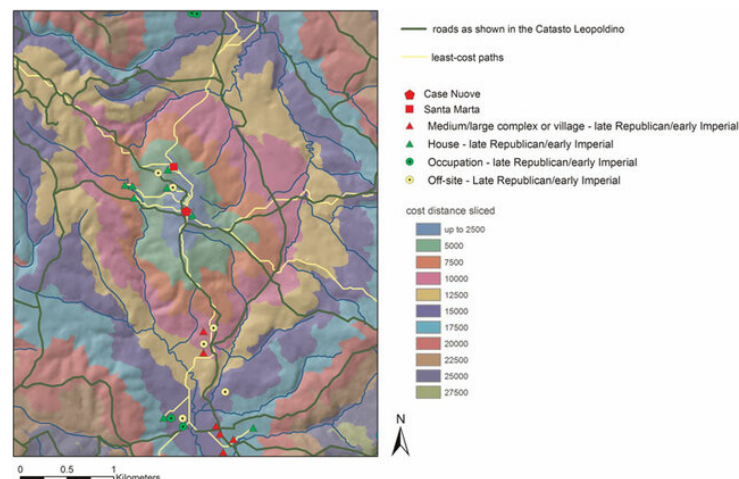 roads as shown in the Catasto Leopoldino
least-cost paths
Case Nuove
Santa Marta
Medium/large complex or village - late Republican/early Imperial
House - late Republican/early Imperial
Occupation - late Republican/early Imperial
Off-site - Late Republican/early Imperial
cost distance sliced
up to 2500
5000
7500
10000
12500
15000
17500
20000
22500
25000
27500
N
0 0.5 1
Kilometers